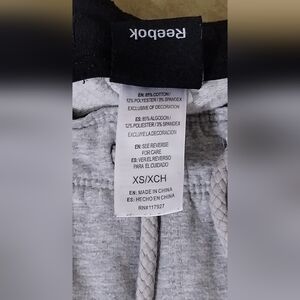 Reebok
EN: 85% COTTON/
12% POLYESTER/3% SPANDEX
EXCLUSIVE OF DECORATION
ES: 85% ALGODON/
12% POLIESTER/3% SPANDEX
EXCLUYE LA DECORACION
EN: SEE REVERSE
FOR CARE
ES: VER EL REVERSO
PARA EL CUIDADO
XS/XCH
EN: MADE IN CHINA
ES: HECHO EN CHINA
RN#117927